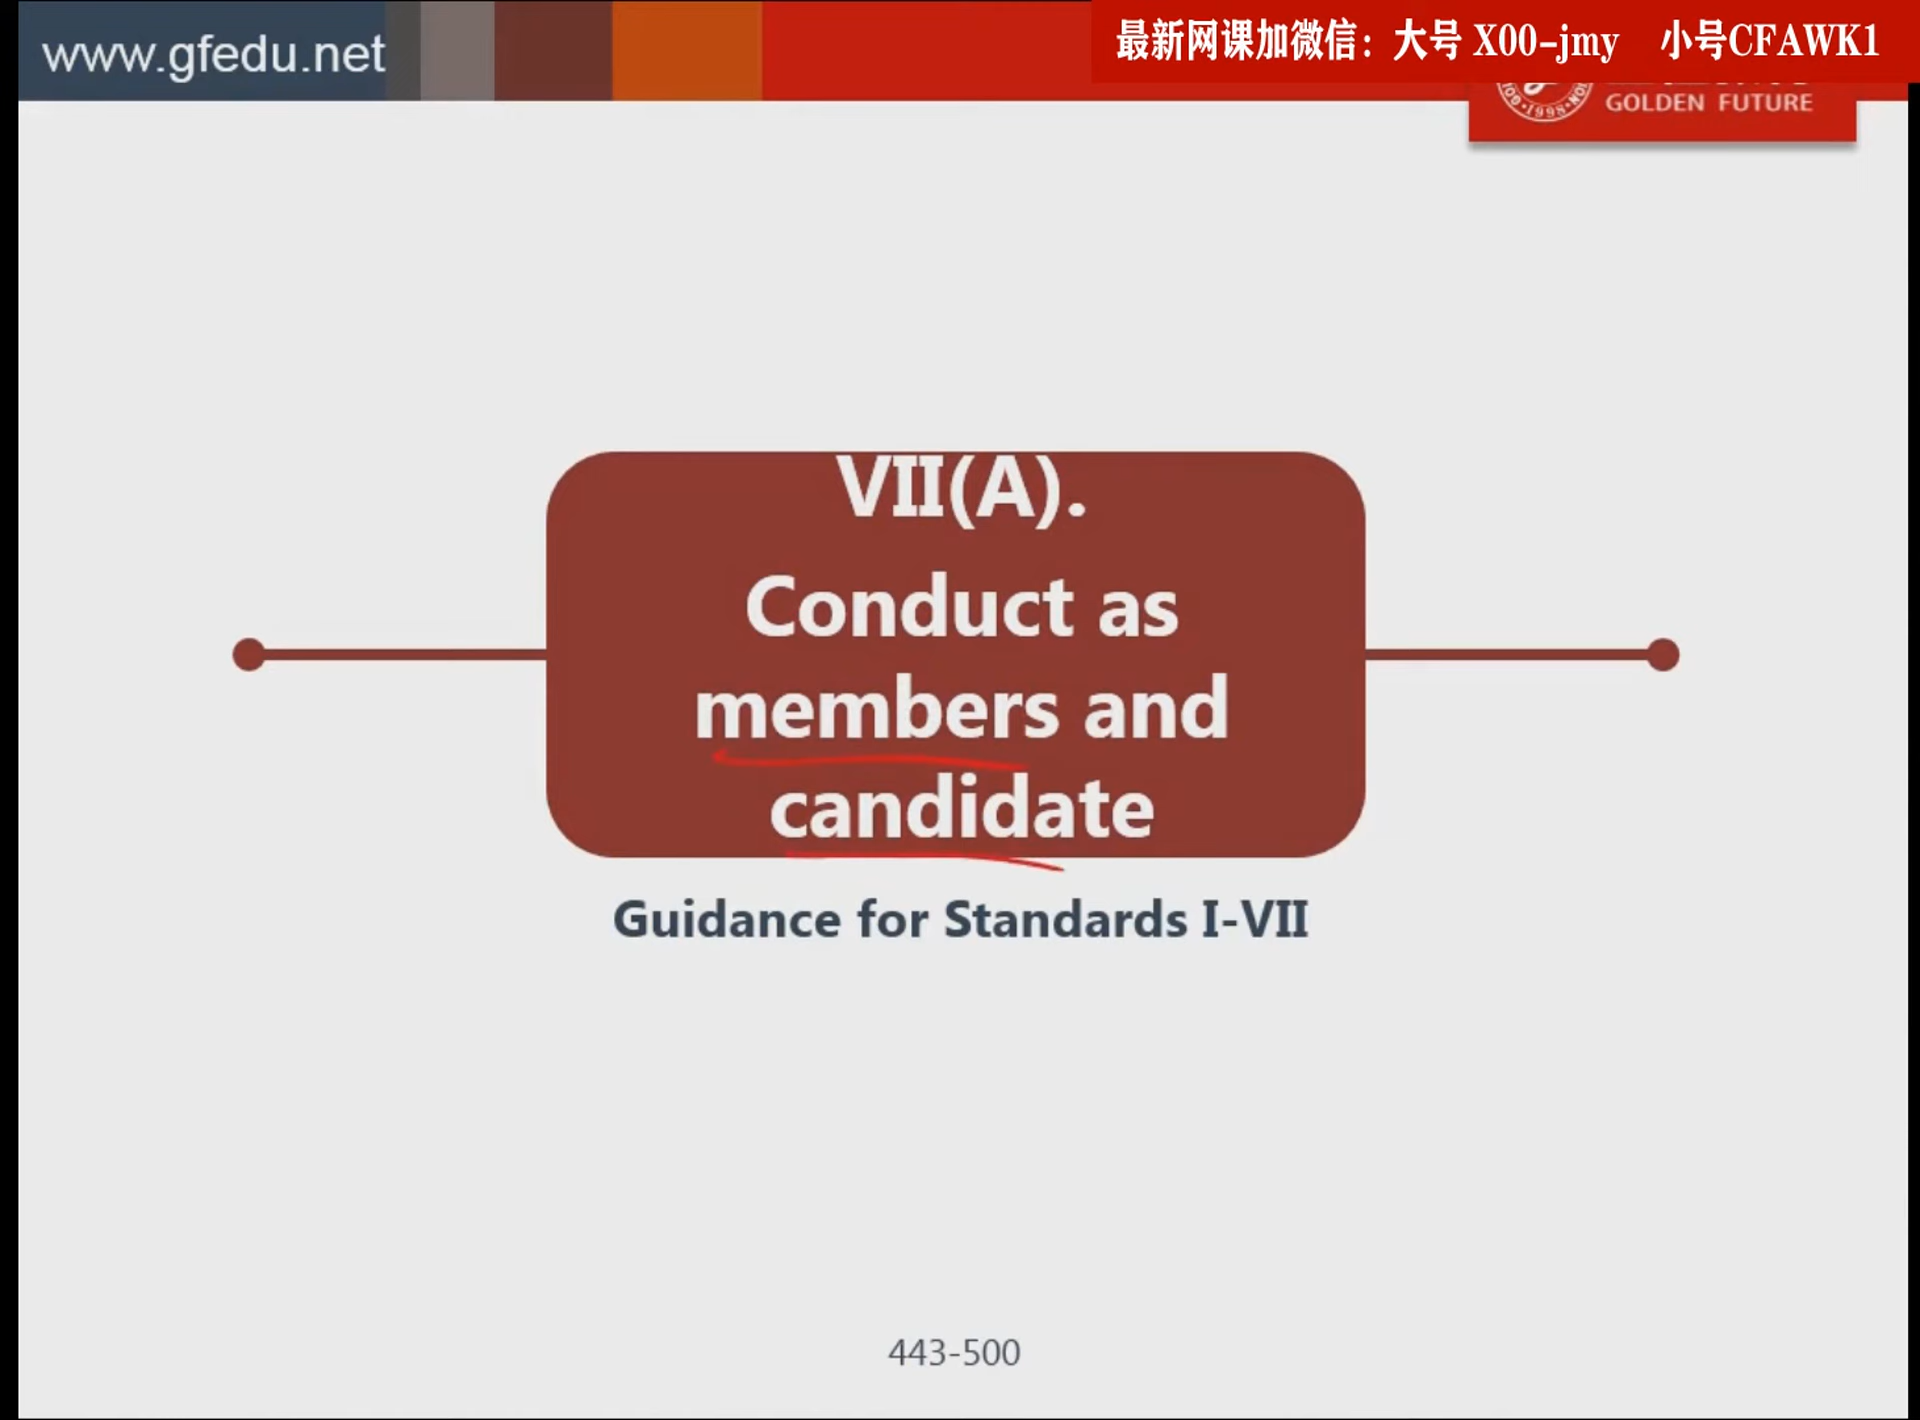 www.gfedu.net
最新网课加微信：大号 X00-jmy 小号CFAWK1
1998
GOLDEN FUTURE
VII(A).
Conduct as
members and
candidate
Guidance for Standards I-VII
443-500